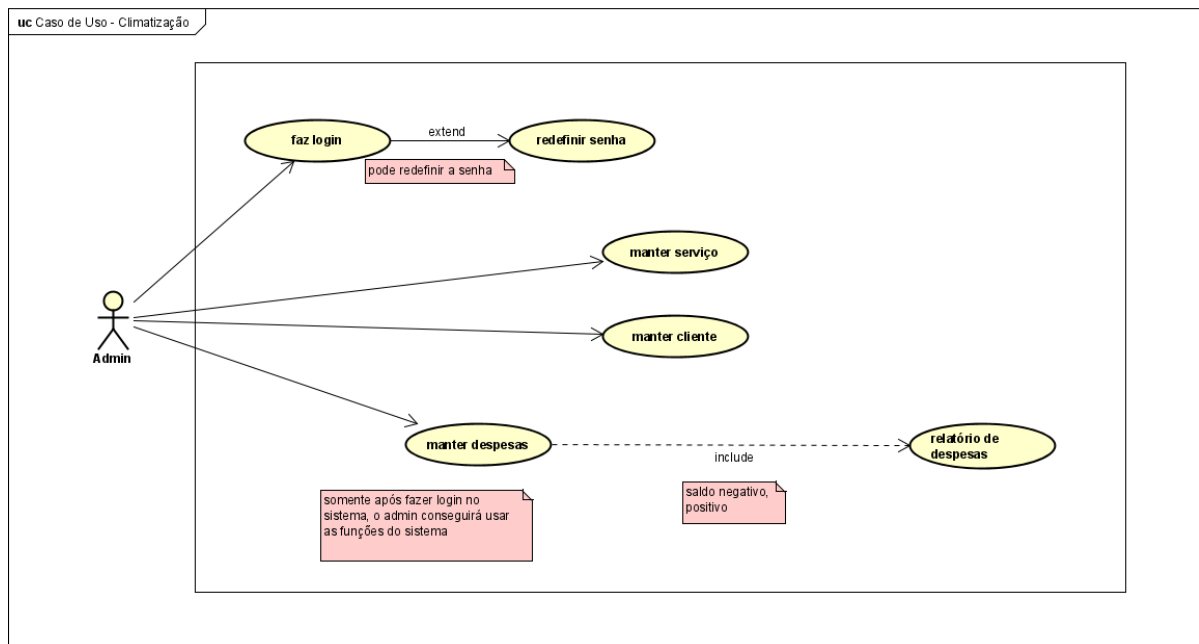 uc Caso de Uso - Climatização
faz login
extend
redefinir senha
pode redefinir a senha
manter serviço
manter cliente
Admin
manter despesas
include
relatório de
despesas
somente após fazer login no
sistema, o admin conseguirá usar
as funções do sistema
saldo negativo,
positivo